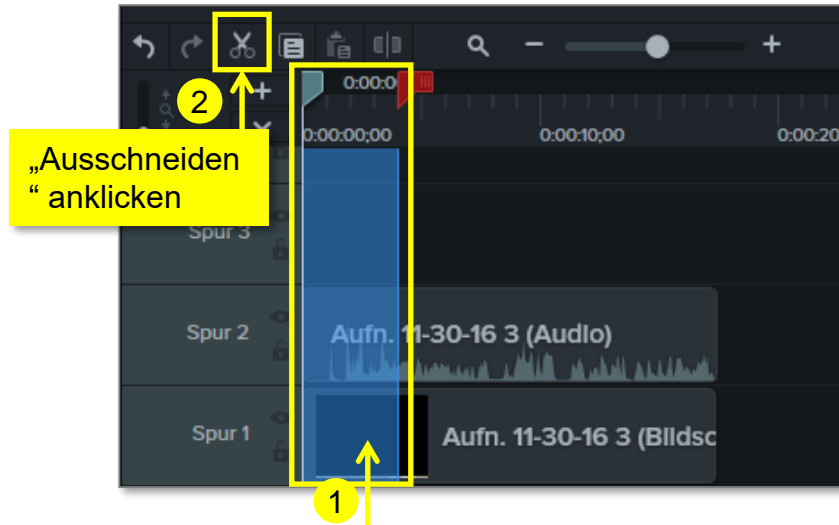 2
0:00:0
0:00:00;00
0:00:10;00
0:00:20
„Ausschneiden
“ anklicken
Spur 3
Spur 2
Aufn. 11-30-16 3 (Audio)
Spur 1
Aufn. 11-30-16 3 (Bildsc
1